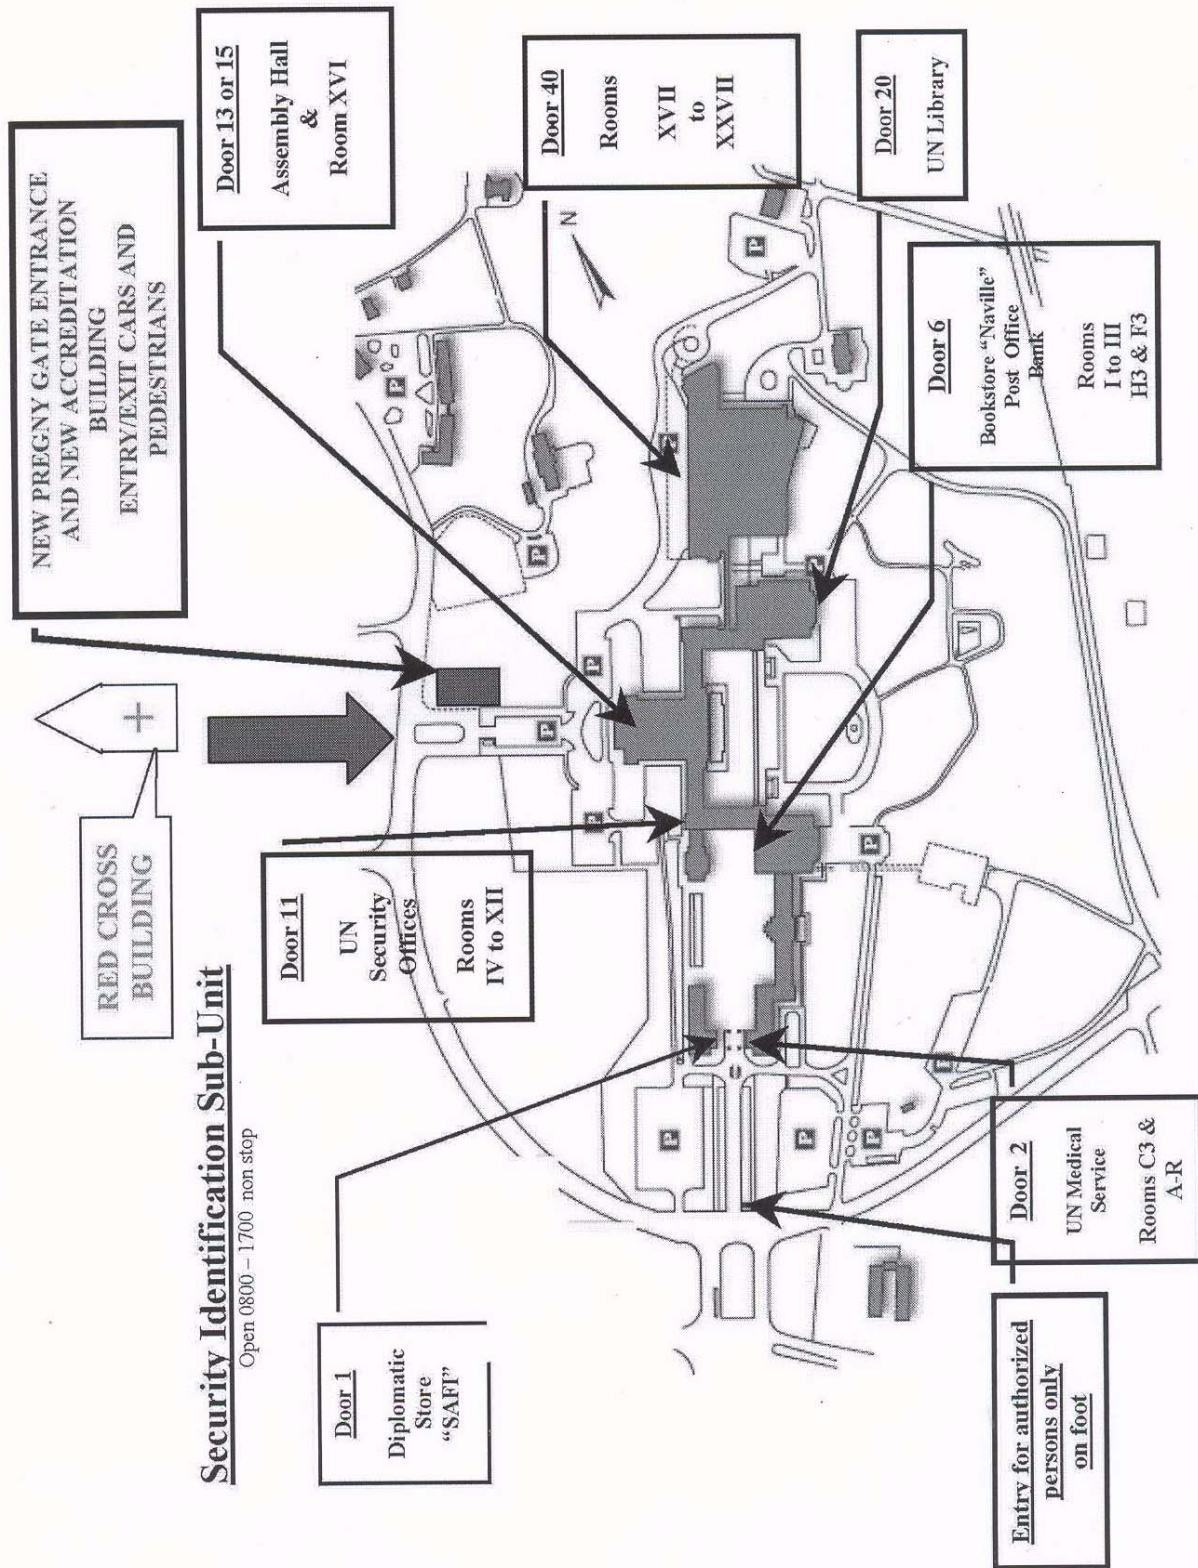 Security Identification Sub-Unit
Open 0800 – 1700 non stop
RED CROSS
BUILDING
NEW PREGNY GATE ENTRANCE
AND NEW ACCREDITATION
BUILDING
ENTRY/EXIT CARS AND
PEDESTRIANS
Door 1
Diplomatic
Store
“SAFI”
Door 11
UN
Security
Offices
Rooms
IV to XII
Door 13 or 15
Assembly Hall
&
Room XVI
Door 40
Rooms
XVII
to
XXVII
Door 20
UN Library
Door 6
Bookstore “Naville”
Post Office
Bank
Rooms
I to III
H3 & F3
Door 2
UN Medical
Service
Rooms C3 &
A-R
Entry for authorized
persons only
on foot
N
P
P
P
P
P
P
P
P
P
P
P
P
P